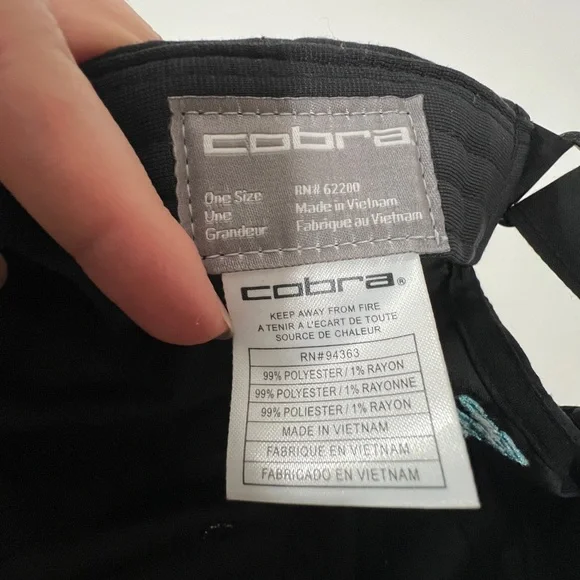 cobra
One Size
Une
Grandeur
RN# 62200
Made in Vietnam
Fabrique au Vietnam
cobra®
KEEP AWAY FROM FIRE
A TENIR A L'ECART DE TOUTE
SOURCE DE CHALEUR
RN#94363
99% POLYESTER / 1% RAYON
99% POLYESTER / 1% RAYONNE
99% POLIESTER / 1% RAYON
MADE IN VIETNAM
FABRIQUE EN VIETNAM
FABRICADO EN VIETNAM